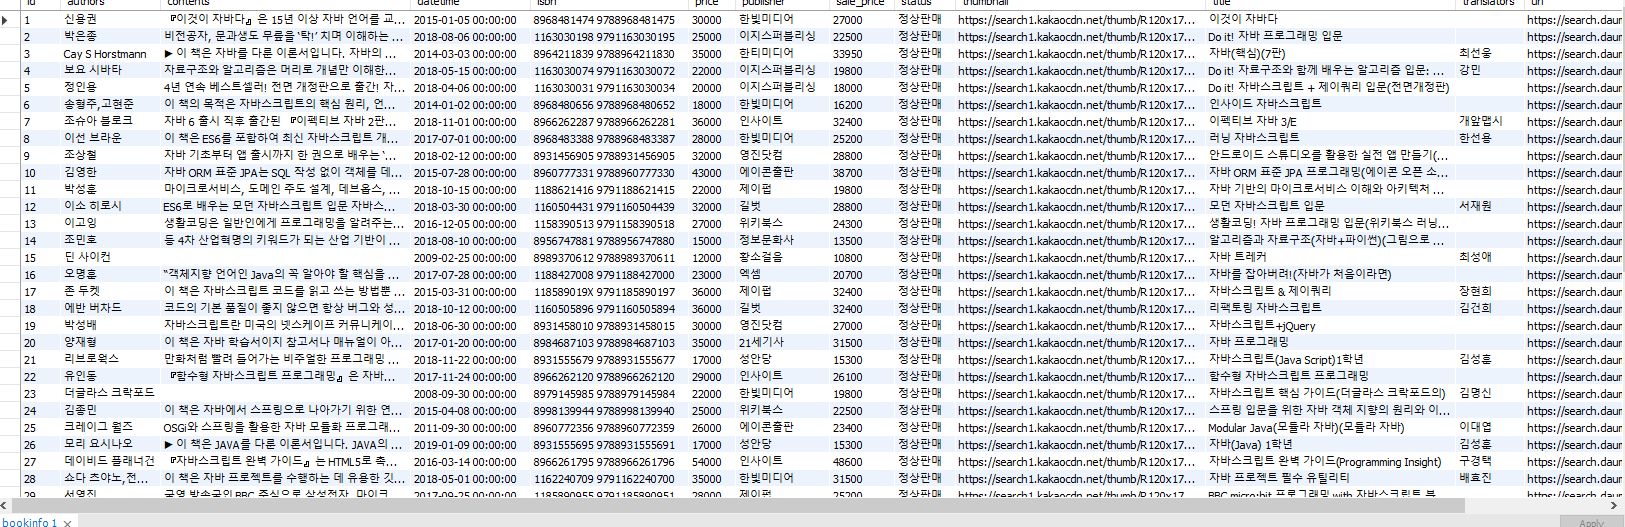 id authors contents datetime isbn price publisher sale_price status thumbnail title translators url
1 신용권 『이것이 자바다』은 15년 이상 자바 언어를 교... 2015-01-05 00:00:00 8968481474 9788968481475 30000 한빛미디어 27000 정상판매 https://search1.kakaocdn.net/thumb/R120x17... 이것이 자바다 https://search.daur
2 박은종 비전공자, 문과생도 무릎을 ‘탁!’ 치며 이해하는 ... 2018-08-06 00:00:00 1163030198 9791163030195 25000 이지스퍼블리싱 22500 정상판매 https://search1.kakaocdn.net/thumb/R120x17... Do it! 자바 프로그래밍 입문 https://search.daur
3 Cay S Horstmann ▶ 이 책은 자바를 다룬 이론서입니다. 자바의 ... 2014-03-03 00:00:00 8964211839 9788964211830 35000 한티미디어 33950 정상판매 https://search1.kakaocdn.net/thumb/R120x17... 자바(핵심)(7판) 최선웅 https://search.daur
4 보요 시바타 자료구조와 알고리즘은 머리로 개념만 이해한... 2018-05-15 00:00:00 1163030074 9791163030072 22000 이지스퍼블리싱 19800 정상판매 https://search1.kakaocdn.net/thumb/R120x17... Do it! 자료구조와 함께 배우는 알고리즘 입문: ... 강민 https://search.daur
5 정인용 4년 연속 베스트셀러! 전면 개정판으로 출간! 자... 2018-04-06 00:00:00 1163030031 9791163030034 20000 이지스퍼블리싱 18000 정상판매 https://search1.kakaocdn.net/thumb/R120x17... Do it! 자바스크립트 + 제이쿼리 입문(전면개정판) https://search.daur
6 송형주,고현준 이 책의 목적은 자바스크립트의 핵심 원리, 언... 2014-01-02 00:00:00 8968480656 9788968480652 18000 한빛미디어 16200 정상판매 https://search1.kakaocdn.net/thumb/R120x17... 인사이드 자바스크립트 https://search.daur
7 조슈아 블로크 자바 6 출시 직후 출간된 『이펙티브 자바 2판... 2018-11-01 00:00:00 8966262287 9788966262281 36000 인사이트 32400 정상판매 https://search1.kakaocdn.net/thumb/R120x17... 이펙티브 자바 3/E 개앞맵시 https://search.daur
8 이선 브라운 이 책은 ES6를 포함하여 최신 자바스크립트 개... 2017-07-01 00:00:00 8968483388 9788968483387 28000 한빛미디어 25200 정상판매 https://search1.kakaocdn.net/thumb/R120x17... 러닝 자바스크립트 한선용 https://search.daur
9 조상철 자바 기초부터 앱 출시까지 한 권으로 배우는 ‘... 2018-02-12 00:00:00 8931456905 9788931456905 32000 영진닷컴 28800 정상판매 https://search1.kakaocdn.net/thumb/R120x17... 안드로이드 스튜디오를 활용한 실전 앱 만들기(... https://search.daur
10 김영한 자바 ORM 표준 JPA는 SQL 작성 없이 객체를 데... 2015-07-28 00:00:00 8960777331 9788960777330 43000 에이콘출판 38700 정상판매 https://search1.kakaocdn.net/thumb/R120x17... 자바 ORM 표준 JPA 프로그래밍(에이콘 오픈 소... https://search.daur
11 박성훈 마이크로서비스, 도메인 주도 설계, 데브옵스, ... 2018-10-15 00:00:00 1188621416 9791188621415 22000 제이펍 19800 정상판매 https://search1.kakaocdn.net/thumb/R120x17... 자바 기반의 마이크로서비스 이해와 아키텍처 ... https://search.daur
12 이소 히로시 ES6로 배우는 모던 자바스크립트 입문 자바스... 2018-03-30 00:00:00 1160504431 9791160504439 32000 길벗 28800 정상판매 https://search1.kakaocdn.net/thumb/R120x17... 모던 자바스크립트 입문 서재원 https://search.daur
13 이고잉 생활코딩은 일반인에게 프로그래밍을 알려주는... 2016-12-05 00:00:00 1158390513 9791158390518 27000 위키북스 24300 정상판매 https://search1.kakaocdn.net/thumb/R120x17... 생활코딩! 자바 프로그래밍 입문(위키북스 러닝... https://search.daur
14 조민호 등 4차 산업혁명의 키워드가 되는 산업 기반이 ... 2018-08-10 00:00:00 8956747881 9788956747880 15000 정보문화사 13500 정상판매 https://search1.kakaocdn.net/thumb/R120x17... 알고리즘과 자료구조(자바+파이썬)(그림으로 ... https://search.daur
15 딘 사이컨 2009-02-25 00:00:00 8989370612 9788989370611 12000 황소걸음 10800 정상판매 https://search1.kakaocdn.net/thumb/R120x17... 자바 트레커 최성애 https://search.daur
16 오명훈 “객체지향 언어인 Java의 꼭 알아야 할 핵심을 ... 2017-07-28 00:00:00 1188427008 9791188427000 23000 엑셈 20700 정상판매 https://search1.kakaocdn.net/thumb/R120x17... 자바를 잡아버려!(자바가 처음이라면) https://search.daur
17 존 두켓 이 책은 자바스크립트 코드를 읽고 쓰는 방법뿐 ... 2015-03-31 00:00:00 118589019X 9791185890197 36000 제이펍 32400 정상판매 https://search1.kakaocdn.net/thumb/R120x17... 자바스크립트 & 제이쿼리 장현희 https://search.daur
18 에반 버차드 코드의 기본 품질이 좋지 않으면 항상 버그와 성... 2018-10-12 00:00:00 1160505896 9791160505894 36000 길벗 32400 정상판매 https://search1.kakaocdn.net/thumb/R120x17... 리팩토링 자바스크립트 김건희 https://search.daur
19 박성배 자바스크립트란 미국의 넷스케이프 커뮤니케이... 2018-06-30 00:00:00 8931458010 9788931458015 30000 영진닷컴 27000 정상판매 https://search1.kakaocdn.net/thumb/R120x17... 자바스크립트+jQuery https://search.daur
20 양재형 이 책은 자바 학습서이지 참고서나 매뉴얼이 아... 2017-01-20 00:00:00 8984687103 9788984687103 35000 21세기사 31500 정상판매 https://search1.kakaocdn.net/thumb/R120x17... 자바 프로그래밍 https://search.daur
21 리브로웍스 만화처럼 빨려 들어가는 비주얼한 프로그래밍 ... 2018-11-22 00:00:00 8931555679 9788931555677 17000 성안당 15300 정상판매 https://search1.kakaocdn.net/thumb/R120x17... 자바스크립트(Java Script)1학년 김성훈 https://search.daur
22 유인동 『함수형 자바스크립트 프로그래밍』은 자바... 2017-11-24 00:00:00 8966262120 9788966262120 29000 인사이트 26100 정상판매 https://search1.kakaocdn.net/thumb/R120x17... 함수형 자바스크립트 프로그래밍 https://search.daur
23 더글라스 크락포드 2008-09-30 00:00:00 8979145985 9788979145984 22000 한빛미디어 19800 정상판매 https://search1.kakaocdn.net/thumb/R120x17... 자바스크립트 핵심 가이드(더글라스 크락포드의) 김명신 https://search.daur
24 김종민 이 책은 자바에서 스프링으로 나아가기 위한 연... 2015-04-08 00:00:00 8998139944 9788998139940 25000 위키북스 22500 정상판매 https://search1.kakaocdn.net/thumb/R120x17... 스프링 입문을 위한 자바 객체 지향의 원리와 이... https://search.daur
25 크레이그 월즈 OSGi와 스프링을 활용한 자바 모듈화 프로그래... 2011-09-30 00:00:00 8960772356 9788960772359 26000 에이콘출판 23400 정상판매 https://search1.kakaocdn.net/thumb/R120x17... Modular Java(모듈라 자바)(모듈라 자바) 이대엽 https://search.daur
26 모리 요시나오 ▶ 이 책은 JAVA를 다룬 이론서입니다. JAVA의 ... 2019-01-09 00:00:00 8931555695 9788931555691 17000 성안당 15300 정상판매 https://search1.kakaocdn.net/thumb/R120x17... 자바(Java) 1학년 김성훈 https://search.daur
27 데이비드 플래너건 『자바스크립트 완벽 가이드』는 HTML5로 촉... 2016-03-14 00:00:00 8966261795 9788966261796 54000 인사이트 48600 정상판매 https://search1.kakaocdn.net/thumb/R120x17... 자바스크립트 완벽 가이드(Programming Insight) 구경택 https://search.daur
28 쇼다 츠야노,전... 이 책은 자바 프로젝트를 수행하는 데 유용한 깃... 2018-05-01 00:00:00 1162240709 9791162240700 35000 한빛미디어 31500 정상판매 https://search1.kakaocdn.net/thumb/R120x17... 자바 프로젝트 필수 유틸리티 배효진 https://search.daur
29 서영진 국영 방송국인 BBC 중심으로 삼성전자, 마이크... 2017-09-25 00:00:00 1185890955 9791185890951 28000 제이펍 25200 정상판매 https://search1.kakaocdn.net/thumb/R120x17... BBC micro:bit 프로그래밍 with 자바스크립트 블... https://search.daur
bookinfo 1 Apply